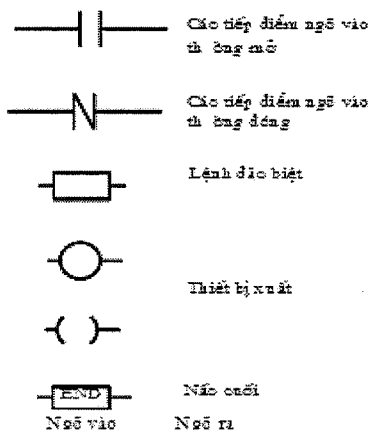 Các tiếp điểm ngõ vào
th ờng mở
Các tiếp điểm ngõ vào
th ờng đóng
Lệnh đăc biệt
Thiết bị xuất
END
Nấc cuối
Ngõ vào Ngõ ra